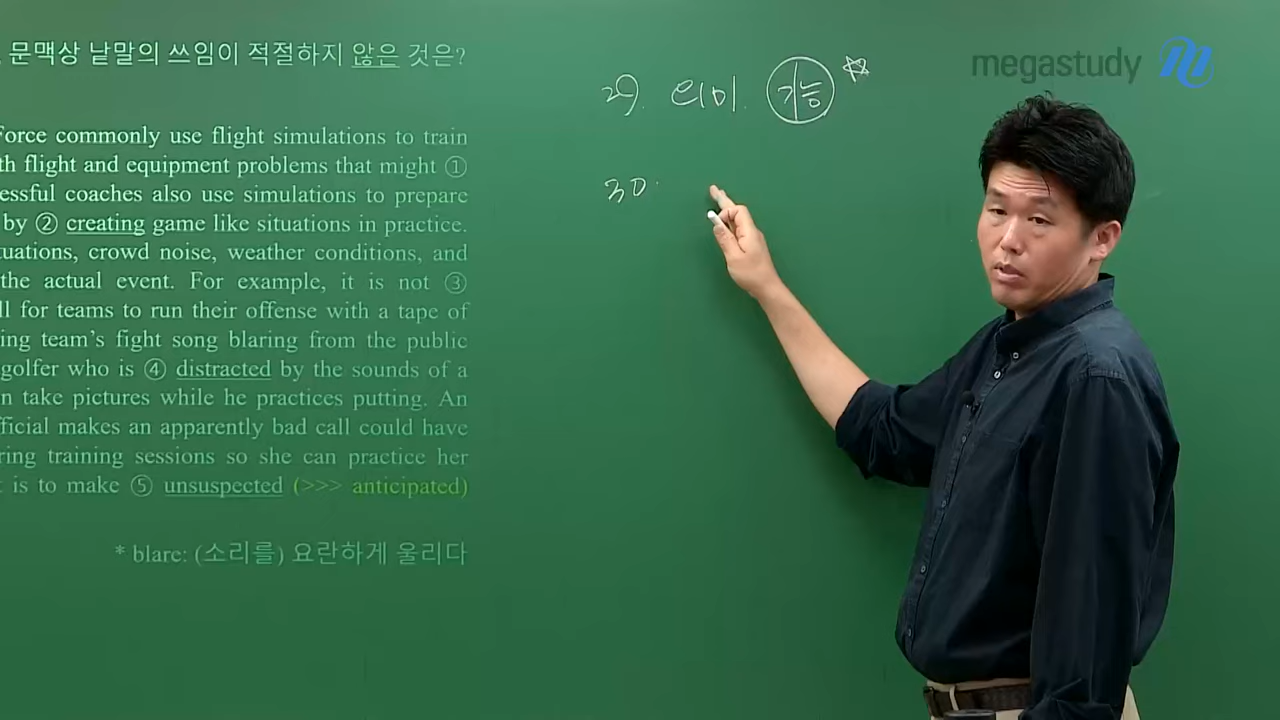 문맥상 낱말의 쓰임이 적절하지 않은 것은?
Force commonly use flight simulations to train
th flight and equipment problems that might ①
essful coaches also use simulations to prepare
by ② creating game like situations in practice.
tuations, crowd noise, weather conditions, and
the actual event. For example, it is not ③
ll for teams to run their offense with a tape of
ing team's fight song blaring from the public
golfer who is ④ distracted by the sounds of a
n take pictures while he practices putting. An
fficial makes an apparently bad call could have
ring training sessions so she can practice her
t is to make ⑤ unsuspected (>>> anticipated)
* blare: (소리를) 요란하게 울리다
29. 의미. 기능
30.
megastudy